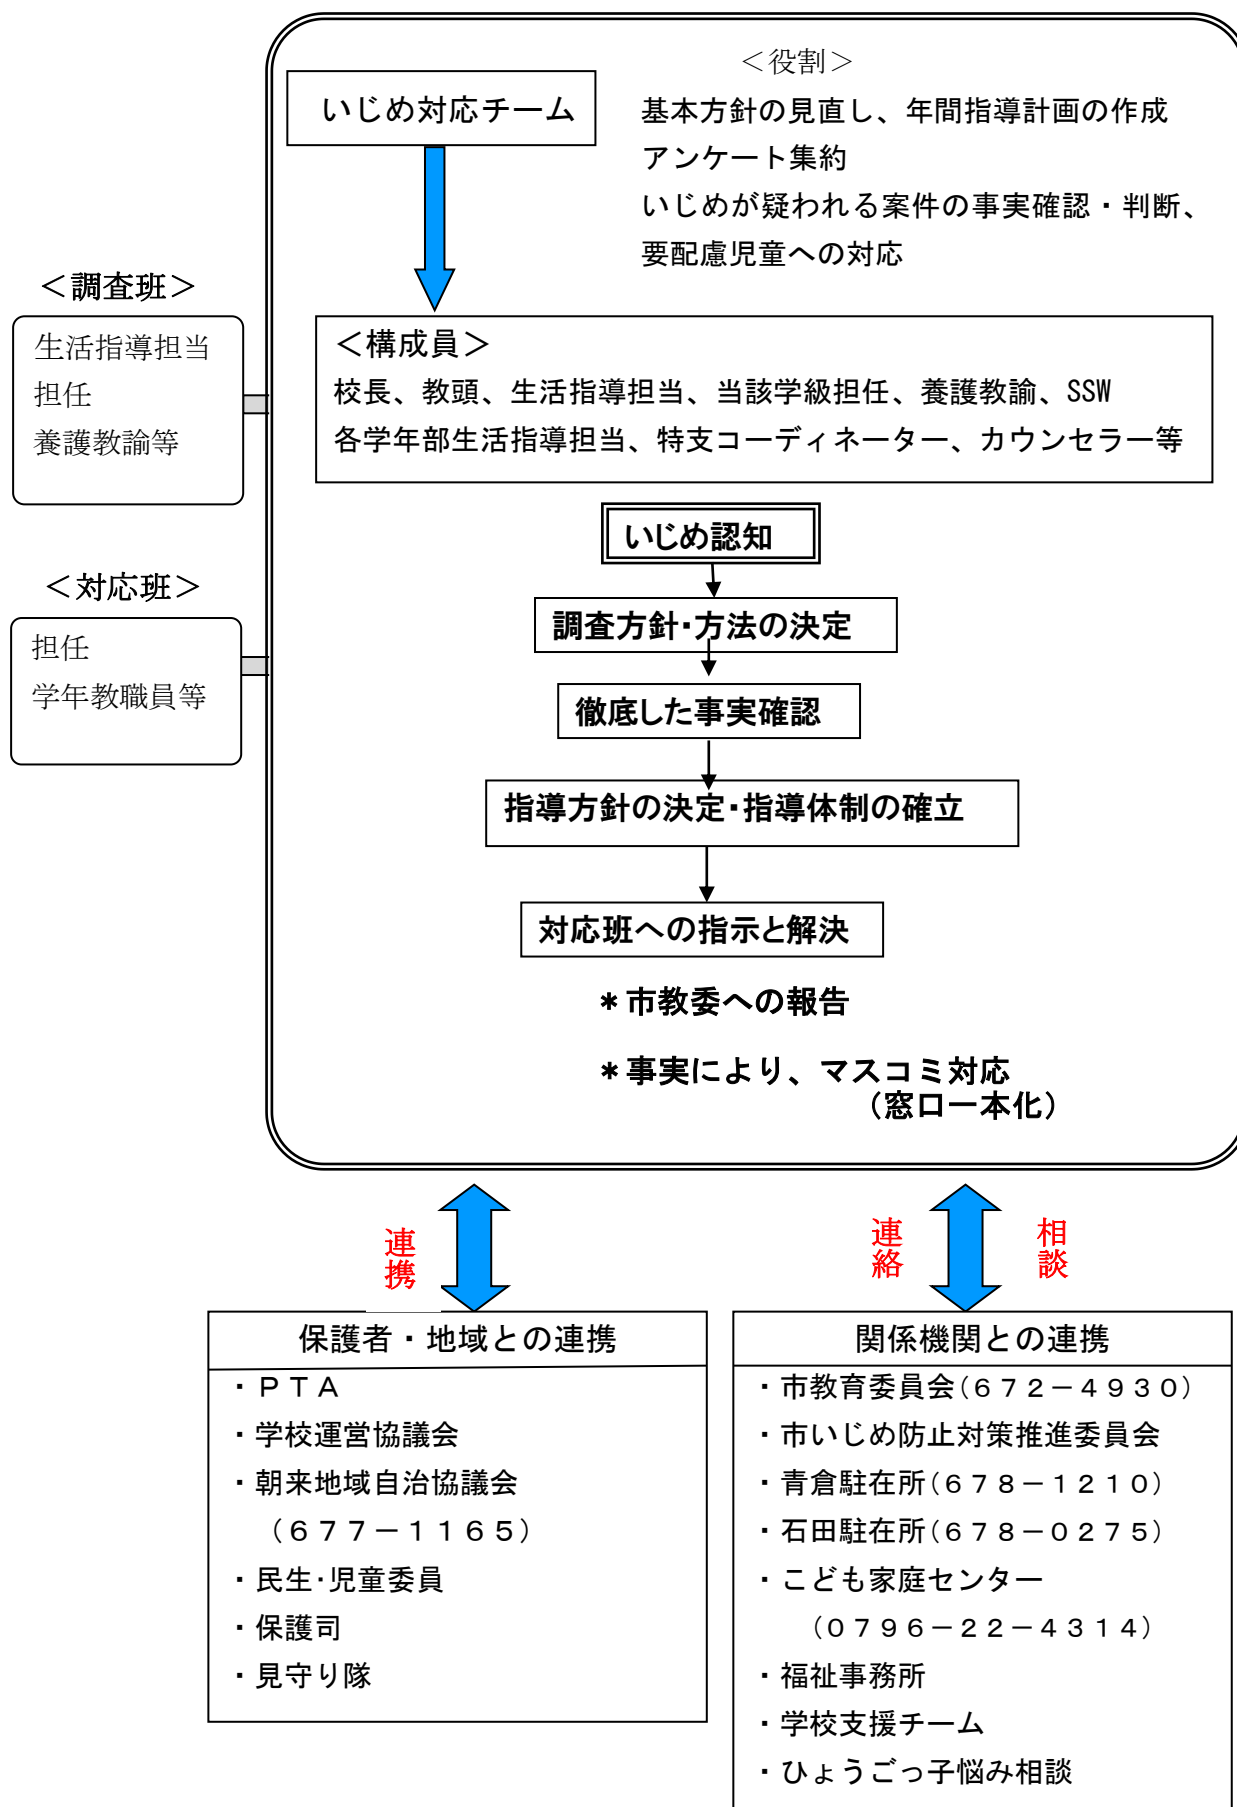 ＜役割＞
いじめ対応チーム
基本方針の見直し、年間指導計画の作成
アンケート集約
いじめが疑われる案件の事実確認・判断、
要配慮児童への対応
＜調査班＞
生活指導担当
担任
養護教諭等
＜構成員＞
校長、教頭、生活指導担当、当該学級担任、養護教諭、SSW
各学年部生活指導担当、特支コーディネーター、カウンセラー等
いじめ認知
＜対応班＞
担任
学年教職員等
調査方針・方法の決定
徹底した事実確認
指導方針の決定・指導体制の確立
対応班への指示と解決
＊市教委への報告
＊事実により、マスコミ対応
（窓口一本化）
連携
連絡
相談
保護者・地域との連携
・ＰＴＡ
・学校運営協議会
・朝来地域自治協議会
（６７７－１１６５）
・民生・児童委員
・保護司
・見守り隊
関係機関との連携
・市教育委員会（６７２－４９３０）
・市いじめ防止対策推進委員会
・青倉駐在所（６７８－１２１０）
・石田駐在所（６７８－０２７５）
・こども家庭センター
（０７９６－２２－４３１４）
・福祉事務所
・学校支援チーム
・ひょうごっ子悩み相談